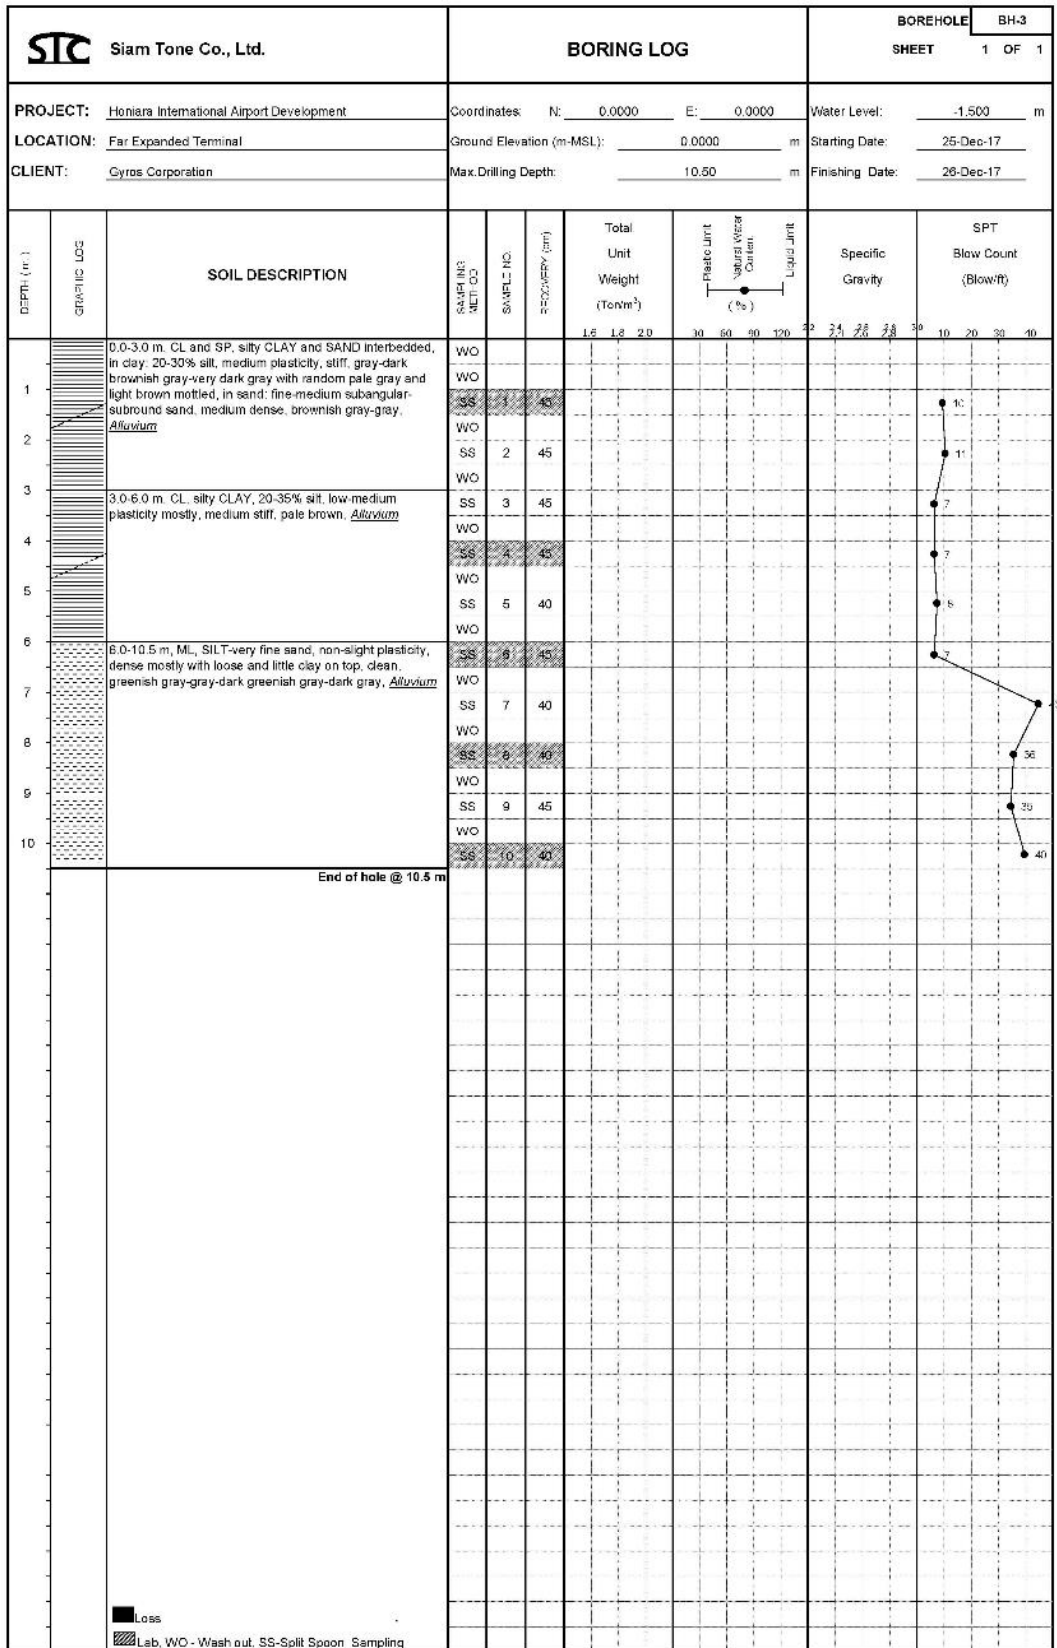 STC Siam Tone Co., Ltd.
BORING LOG
BOREHOLE BH-3
SHEET 1 OF 1
PROJECT: Honiara International Airport Development
LOCATION: Far Expanded Terminal
CLIENT: Gyros Corporation
Coordinates: N: 0.0000 E: 0.0000
Ground Elevation (m-MSL): 0.0000 m
Max.Drilling Depth: 10.50 m
Water Level: -1.500 m
Starting Date: 25-Dec-17
Finishing Date: 26-Dec-17
DEPTH (m.)
GRAPHIC LOG
SOIL DESCRIPTION
SAMPLING METHOD
SAMPLE NO.
RECOVERY (cm)
Total
Unit
Weight
(Ton/m³)
1.6 1.8 2.0
Plastic Limit
Natural Water Content
Liquid Limit
(%)
30 60 90 120
Specific
Gravity
2.2 2.4 2.6 2.8 3.0
SPT
Blow Count
(Blow/ft)
10 20 30 40
0.0-3.0 m. CL and SP, silty CLAY and SAND interbedded,
in clay: 20-30% silt, medium plasticity, stiff, gray-dark
brownish gray-very dark gray with random pale gray and
light brown mottled, in sand: fine-medium subangular-
subround sand, medium dense, brownish gray-gray,
Alluvium
3.0-6.0 m. CL, silty CLAY, 20-35% silt, low-medium
plasticity mostly, medium stiff, pale brown, Alluvium
6.0-10.5 m, ML, SILT-very fine sand, non-slight plasticity,
dense mostly with loose and little clay on top, clean,
greenish gray-gray-dark greenish gray-dark gray, Alluvium
End of hole @ 10.5 m
WO
WO
1 SS 1 45 10
WO
2 SS 2 45 11
WO
3 SS 3 45 7
WO
4 SS 4 45 7
WO
5 SS 5 40 8
WO
6 SS 6 45 7
WO
7 SS 7 40
WO
8 SS 8 40 36
WO
9 SS 9 45 35
WO
10 SS 10 40 40
Loss
Lab, WO - Wash out, SS-Split Spoon Sampling